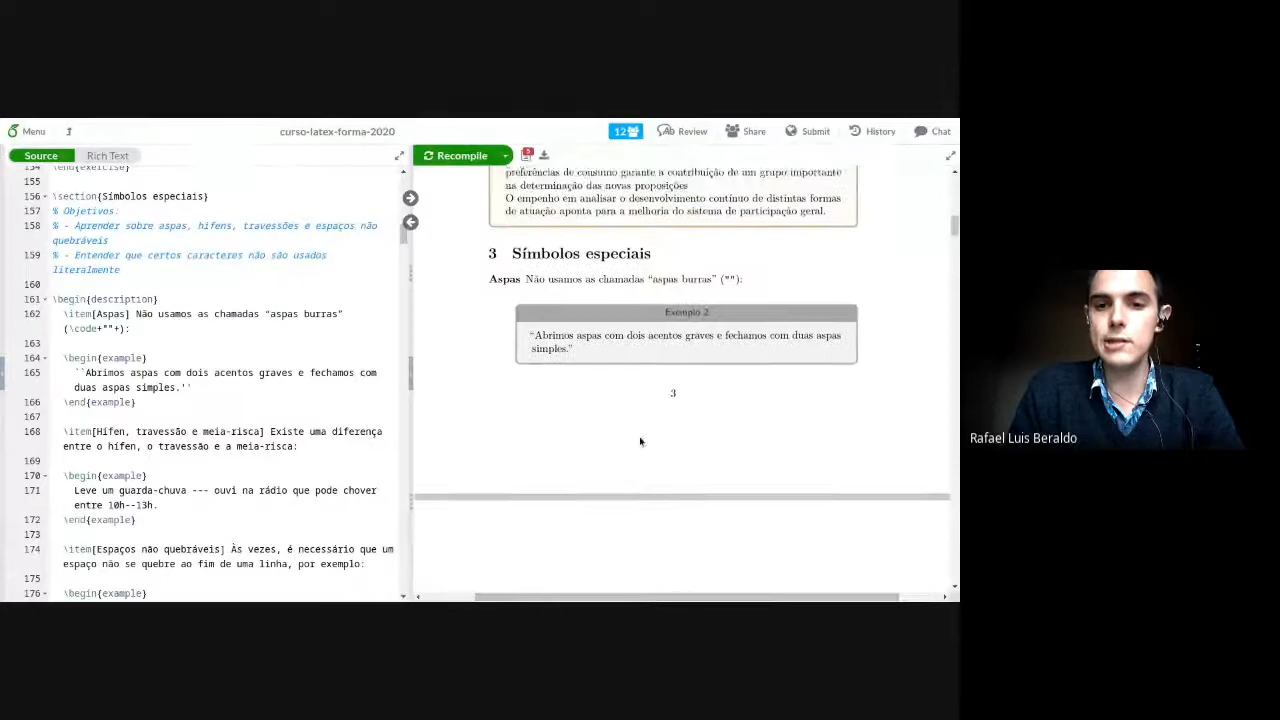 Menu
curso-latex-forma-2020
12
Review
Share
Submit
History
Chat
Source
Rich Text
Recompile
5
154 \end{exercise}
155
156 \section{Símbolos especiais}
157 % Objetivos:
158 % - Aprender sobre aspas, hifens, travessões e espaços não
quebráveis
159 % - Entender que certos caracteres não são usados
literalmente
160
161 \begin{description}
162 \item[Aspas] Não usamos as chamadas “aspas burras”
(\code+""+):
163
164 \begin{example}
165 ``Abrimos aspas com dois acentos graves e fechamos com
duas aspas simples.''
166 \end{example}
167
168 \item[Hífen, travessão e meia-risca] Existe uma diferença
entre o hífen, o travessão e a meia-risca:
169
170 \begin{example}
171 Leve um guarda-chuva --- ouvi na rádio que pode chover
entre 10h--13h.
172 \end{example}
173
174 \item[Espaços não quebráveis] Às vezes, é necessário que um
espaço não se quebre ao fim de uma linha, por exemplo:
175
176 \begin{example}
preferências de consumo garante a contribuição de um grupo importante
na determinação das novas proposições
O empenho em analisar o desenvolvimento contínuo de distintas formas
de atuação aponta para a melhoria do sistema de participação geral.
3 Símbolos especiais
Aspas Não usamos as chamadas “aspas burras” (""):
Exemplo 2
“Abrimos aspas com dois acentos graves e fechamos com duas aspas
simples.”
3
Rafael Luis Beraldo